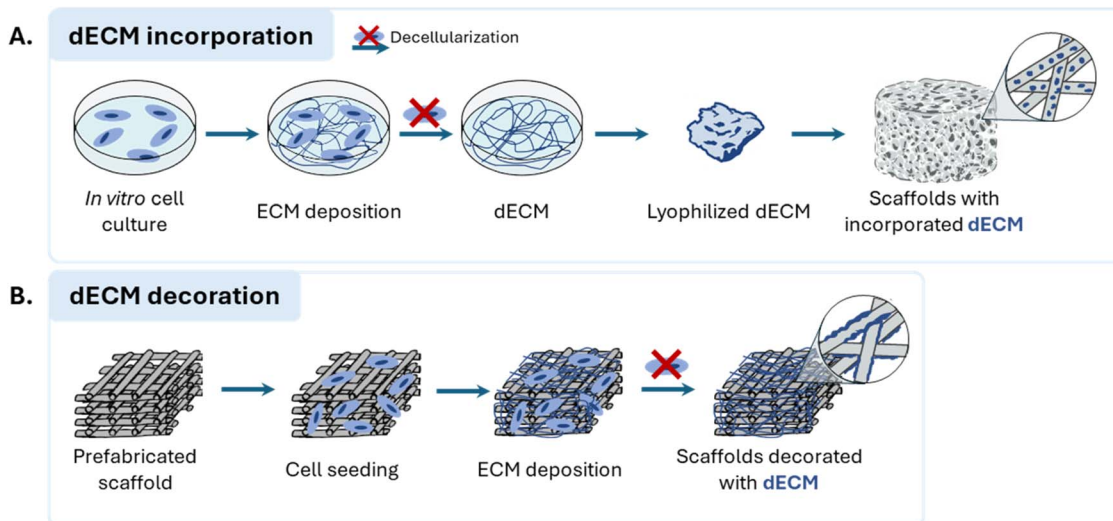 A.
dECM incorporation
Decellularization
In vitro cell
culture
ECM deposition
dECM
Lyophilized dECM
Scaffolds with
incorporated dECM
B.
dECM decoration
Prefabricated
scaffold
Cell seeding
ECM deposition
Scaffolds decorated
with dECM